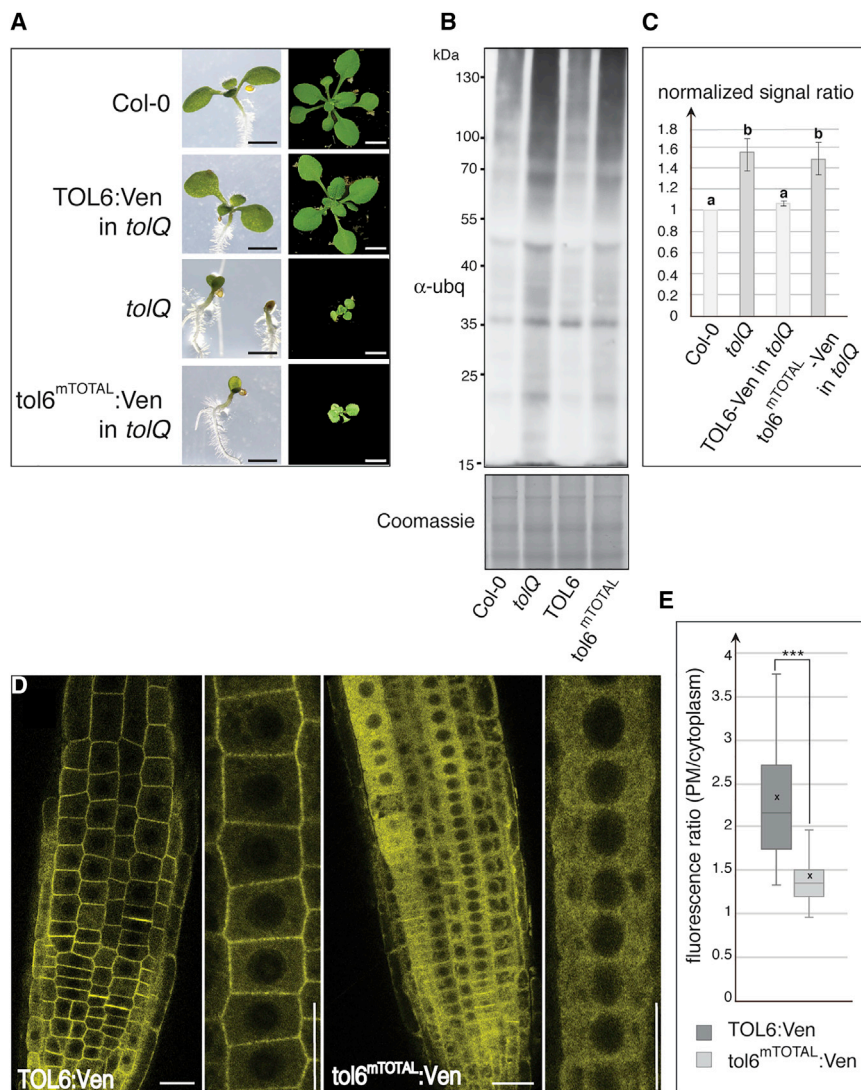 A
Col-0
TOL6:Ven
in tolQ
tolQ
tol6mTOTAL:Ven
in tolQ
B
kDa
130
100
70
55
40
α-ubq
35
25
15
Coomassie
Col-0
tolQ
TOL6
tol6mTOTAL
C
normalized signal ratio
1.8
1.6
1.4
1.2
1
0.8
0.6
0.4
0.2
0
a
b
a
b
Col-0
tolQ
TOL6-Ven in tolQ
tol6mTOTAL-Ven
in tolQ
D
TOL6:Ven
tol6mTOTAL:Ven
E
fluorescence ratio (PM/cytoplasm)
4
3.5
3
2.5
2
1.5
1
0.5
0
***
x
x
TOL6:Ven
tol6mTOTAL:Ven